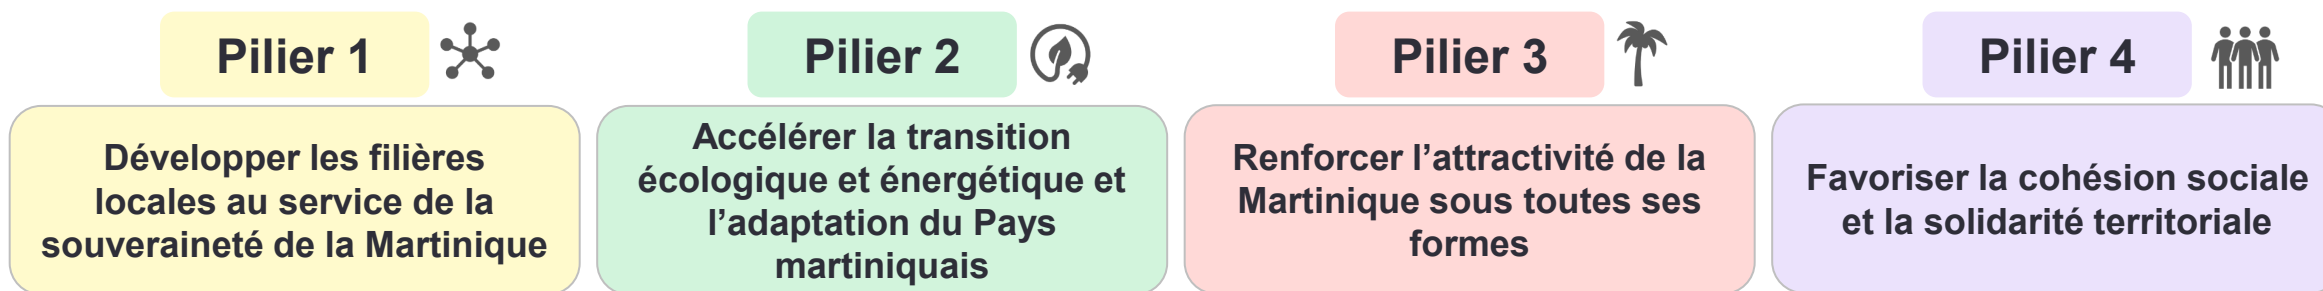 Pilier 1
Développer les filières
locales au service de la
souveraineté de la Martinique
Pilier 2
Accélérer la transition
écologique et énergétique et
l’adaptation du Pays
martiniquais
Pilier 3
Renforcer l’attractivité de la
Martinique sous toutes ses
formes
Pilier 4
Favoriser la cohésion sociale
et la solidarité territoriale